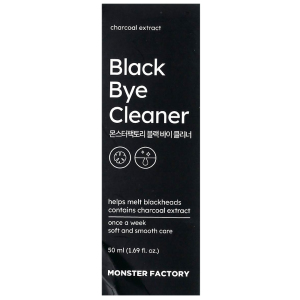 charcoal extract
Black
Bye
Cleaner
몬스터팩토리 블랙 바이 클리너
helps melt blackheads
contains charcoal extract
once a week
soft and smooth care
50 ml (1.69 fl. oz.)
MONSTER FACTORY